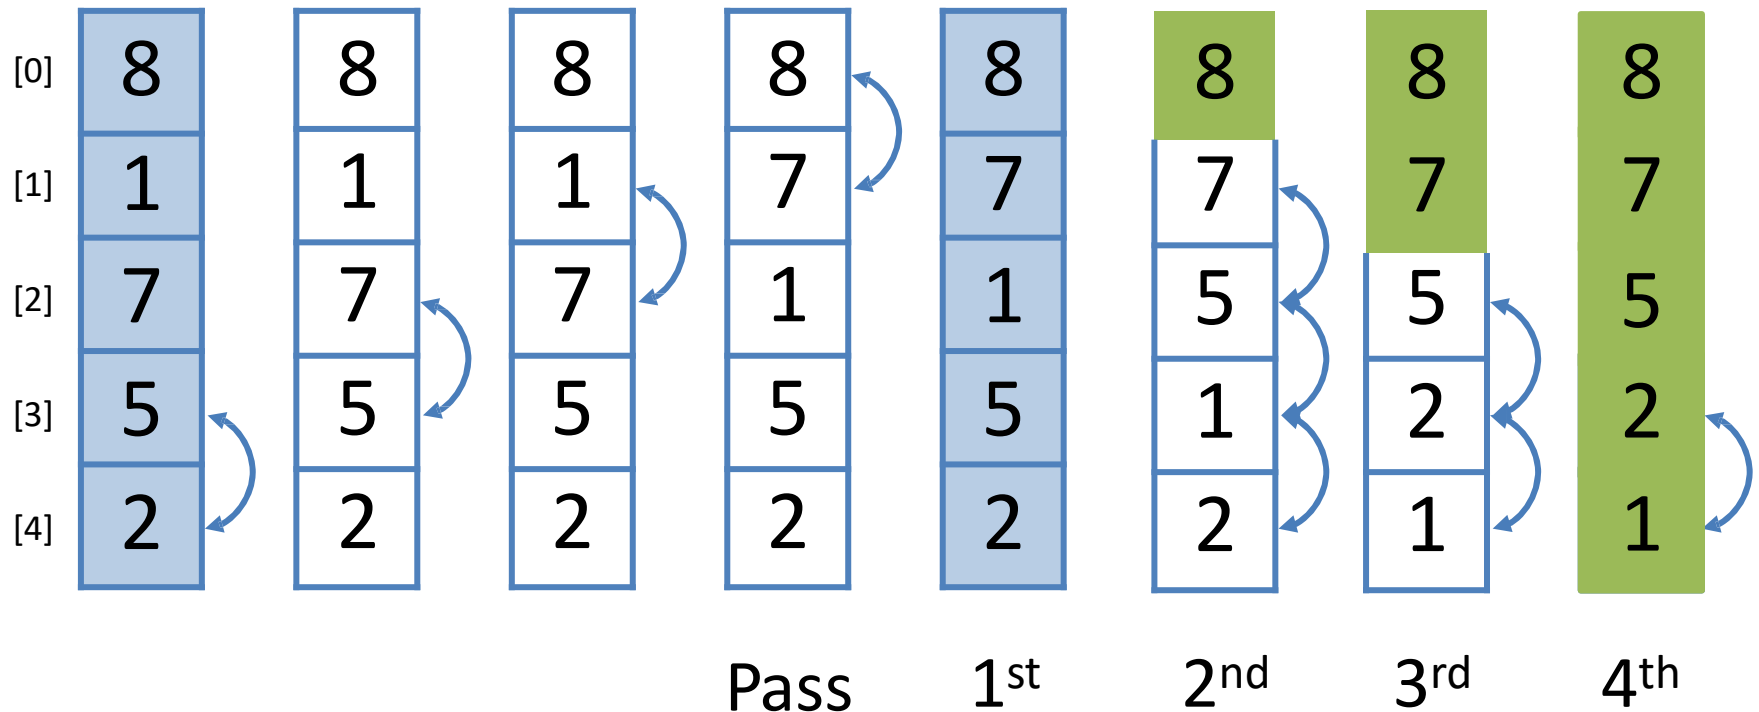 [0] 8 8 8 8 8 8 8 8
[1] 1 1 1 7 7 7 7 7
[2] 7 7 7 1 1 5 5 5
[3] 5 5 5 5 5 1 2 2
[4] 2 2 2 2 2 2 1 1
Pass 1st 2nd 3rd 4th